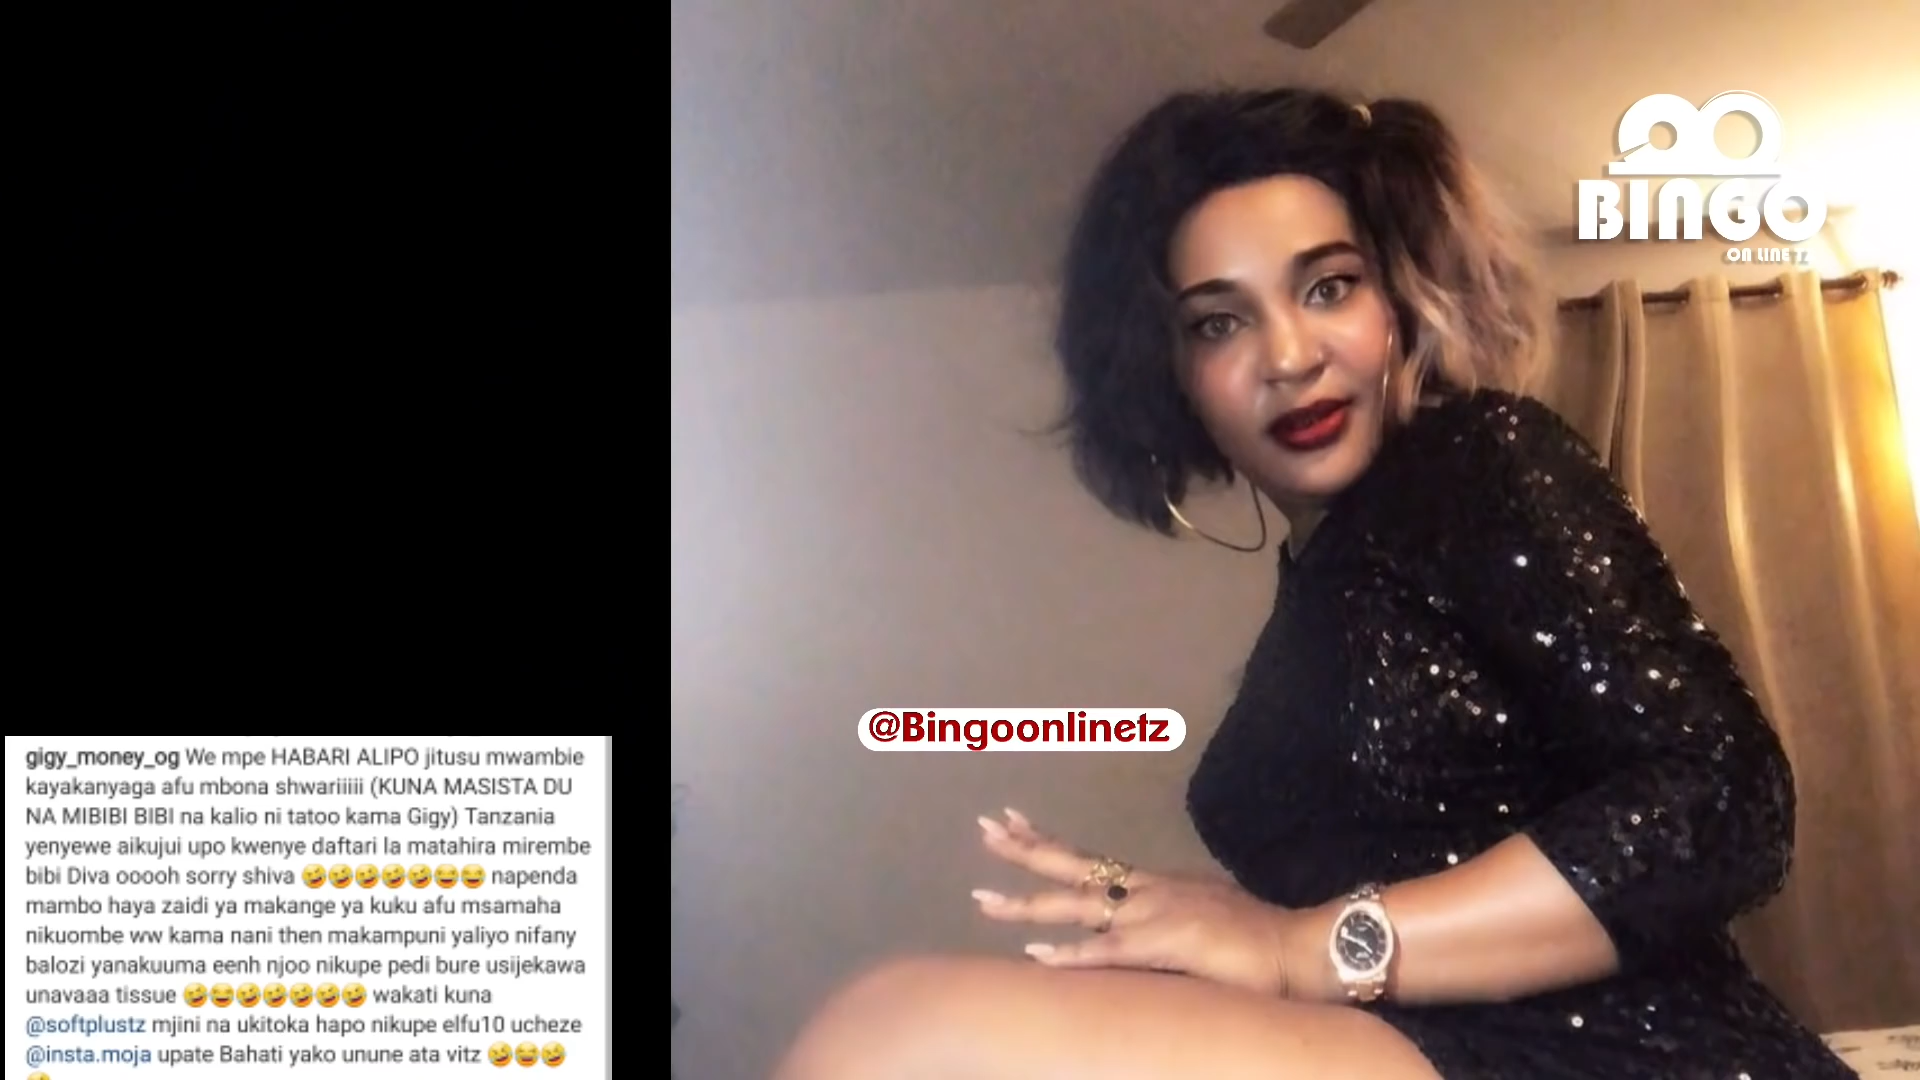 BINGO
ON LINE TZ
@Bingoonlinetz
gigy_money_og We mpe HABARI ALIPO jitusu mwambie
kayakanyaga afu mbona shwariiiii (KUNA MASISTA DU
NA MIBIBI BIBI na kalio ni tatoo kama Gigy) Tanzania
yenyewe aikujui upo kwenye daftari la matahira mirembe
bibi Diva ooooh sorry shiva 🤣🤣🤣🤣🤣😂😂 napenda
mambo haya zaidi ya makange ya kuku afu msamaha
nikuombe ww kama nani then makampuni yaliyo nifany
balozi yanakuuma eenh njoo nikupe pedi bure usijekawa
unavaaa tissue 🤣😂🤣🤣🤣🤣🤣 wakati kuna
@softplustz mjini na ukitoka hapo nikupe elfu10 ucheze
@insta.moja upate Bahati yako unune ata vitz 🤣😂🤣